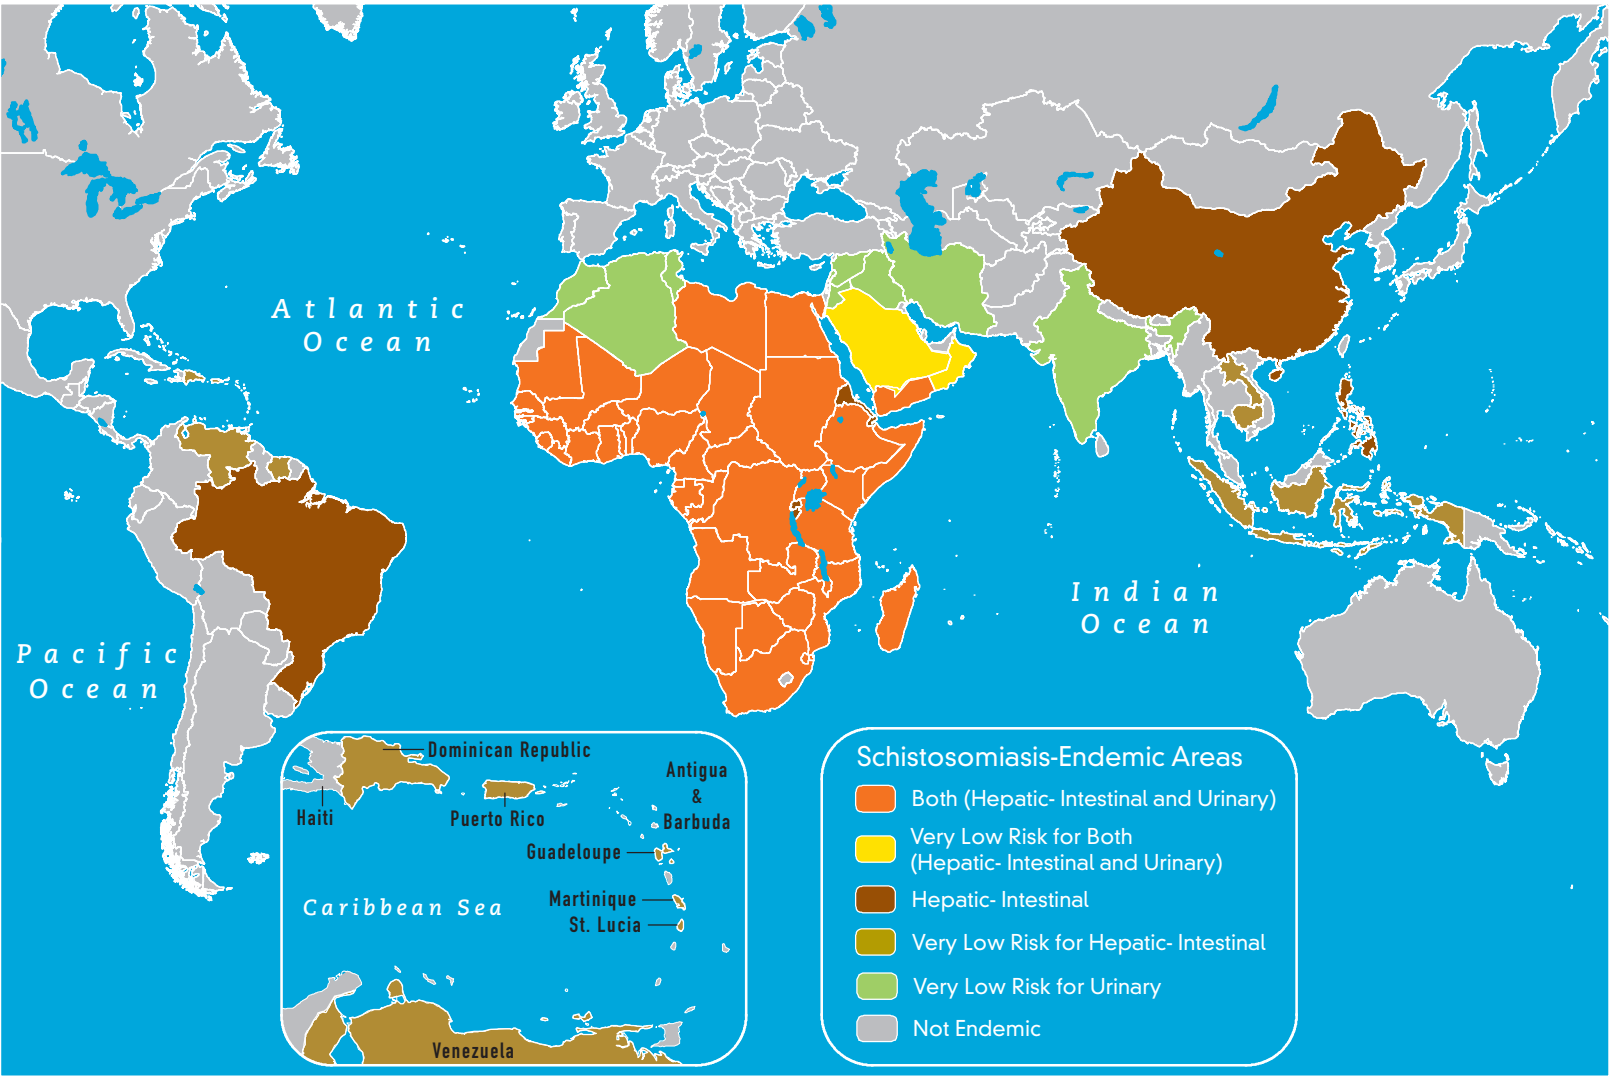 Atlantic
Ocean
Indian
Ocean
Pacific
Ocean
Dominican Republic
Haiti
Puerto Rico
Antigua
&
Barbuda
Guadeloupe
Martinique
St. Lucia
Caribbean Sea
Venezuela
Schistosomiasis-Endemic Areas
Both (Hepatic- Intestinal and Urinary)
Very Low Risk for Both
(Hepatic- Intestinal and Urinary)
Hepatic- Intestinal
Very Low Risk for Hepatic- Intestinal
Very Low Risk for Urinary
Not Endemic